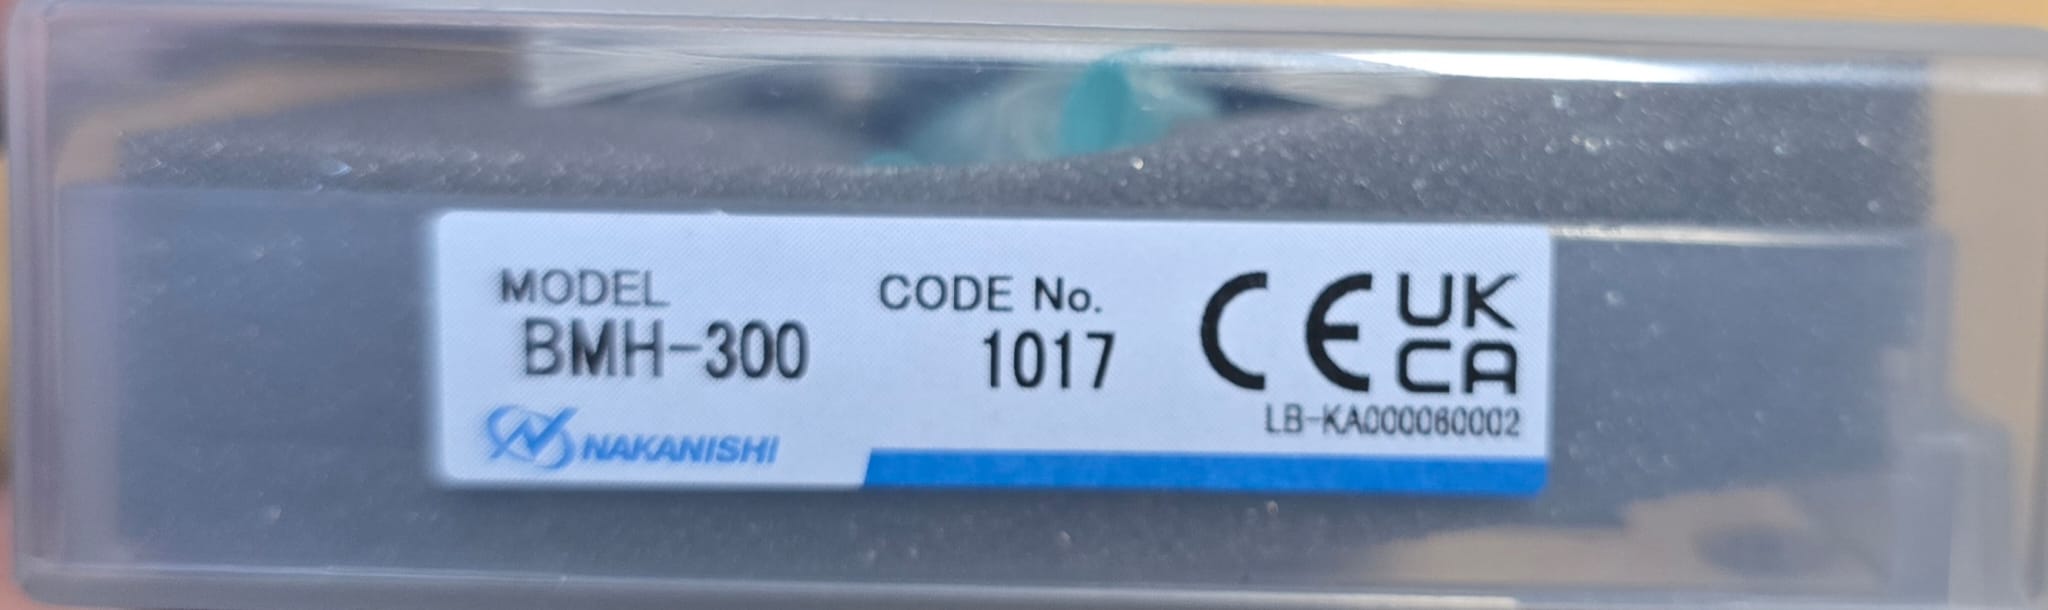 MODEL
BMH-300
CODE No.
1017
CE UK CA
LB-KA000060002
NAKANISHI